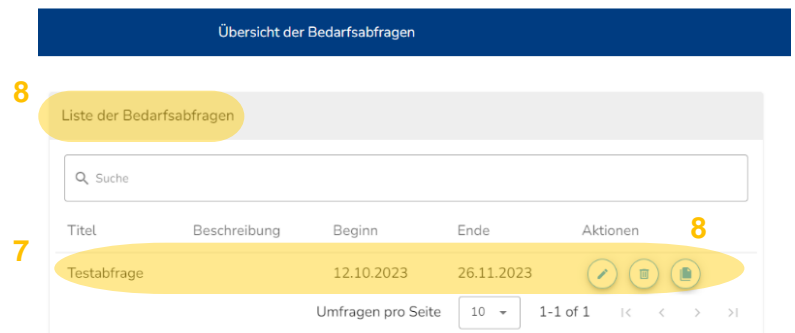 Übersicht der Bedarfsabfragen
8
Liste der Bedarfsabfragen
Suche
Titel Beschreibung Beginn Ende Aktionen 8
7
Testabfrage 12.10.2023 26.11.2023
Umfragen pro Seite 10 1-1 of 1